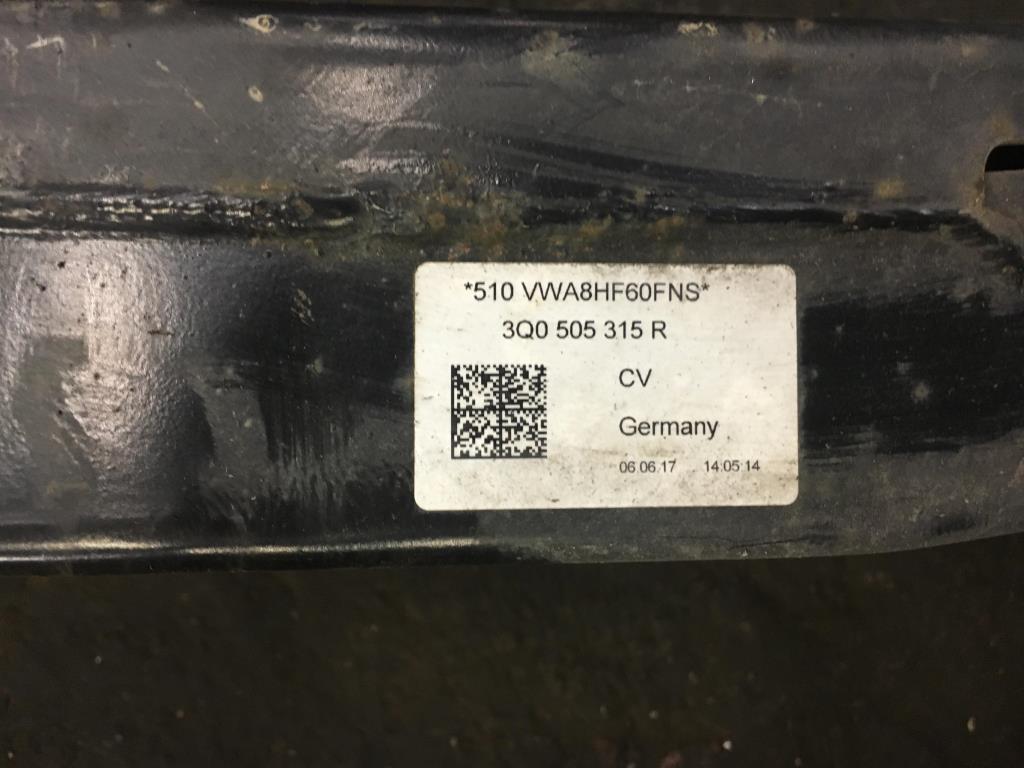 *510 VWA8HF60FNS*
3Q0 505 315 R
CV
Germany
06.06.17 14:05:14